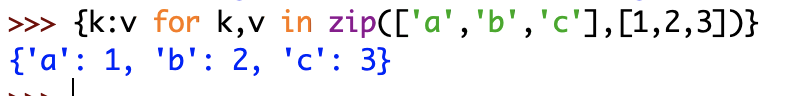 >>> {k:v for k,v in zip(['a','b','c'],[1,2,3])}
{'a': 1, 'b': 2, 'c': 3}
>>>